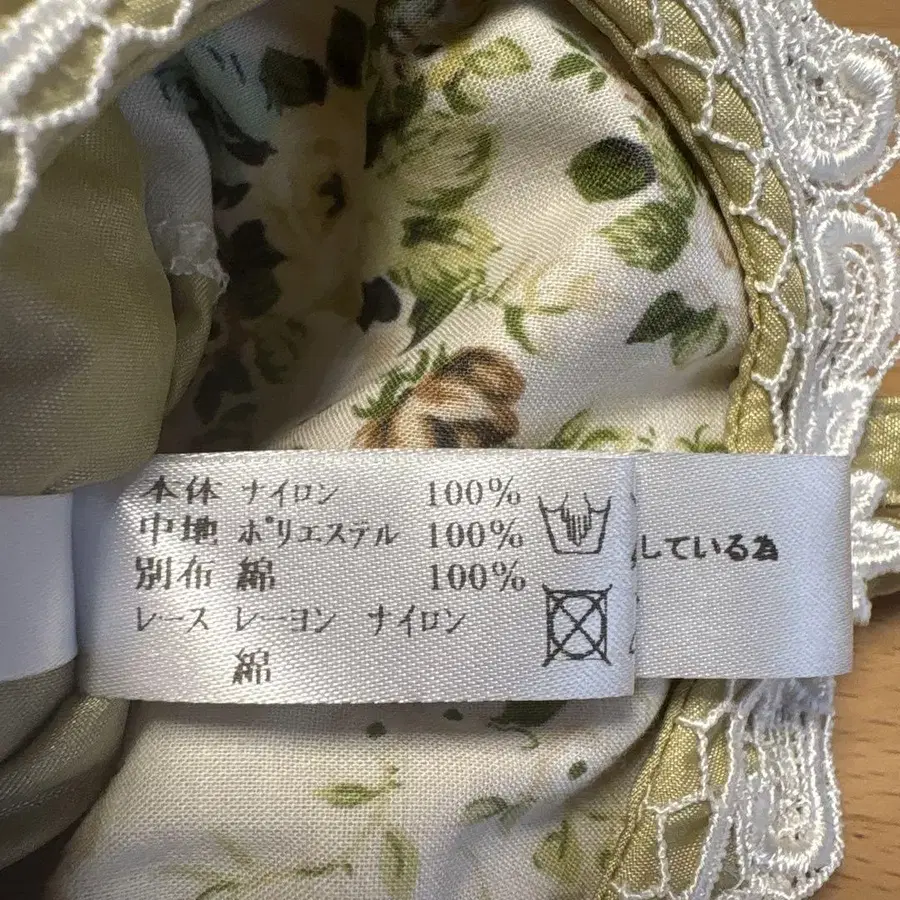 本体 ナイロン 100%
中地 ポリエステル 100%
別布 綿 100%
レース レーヨン ナイロン
綿
している為